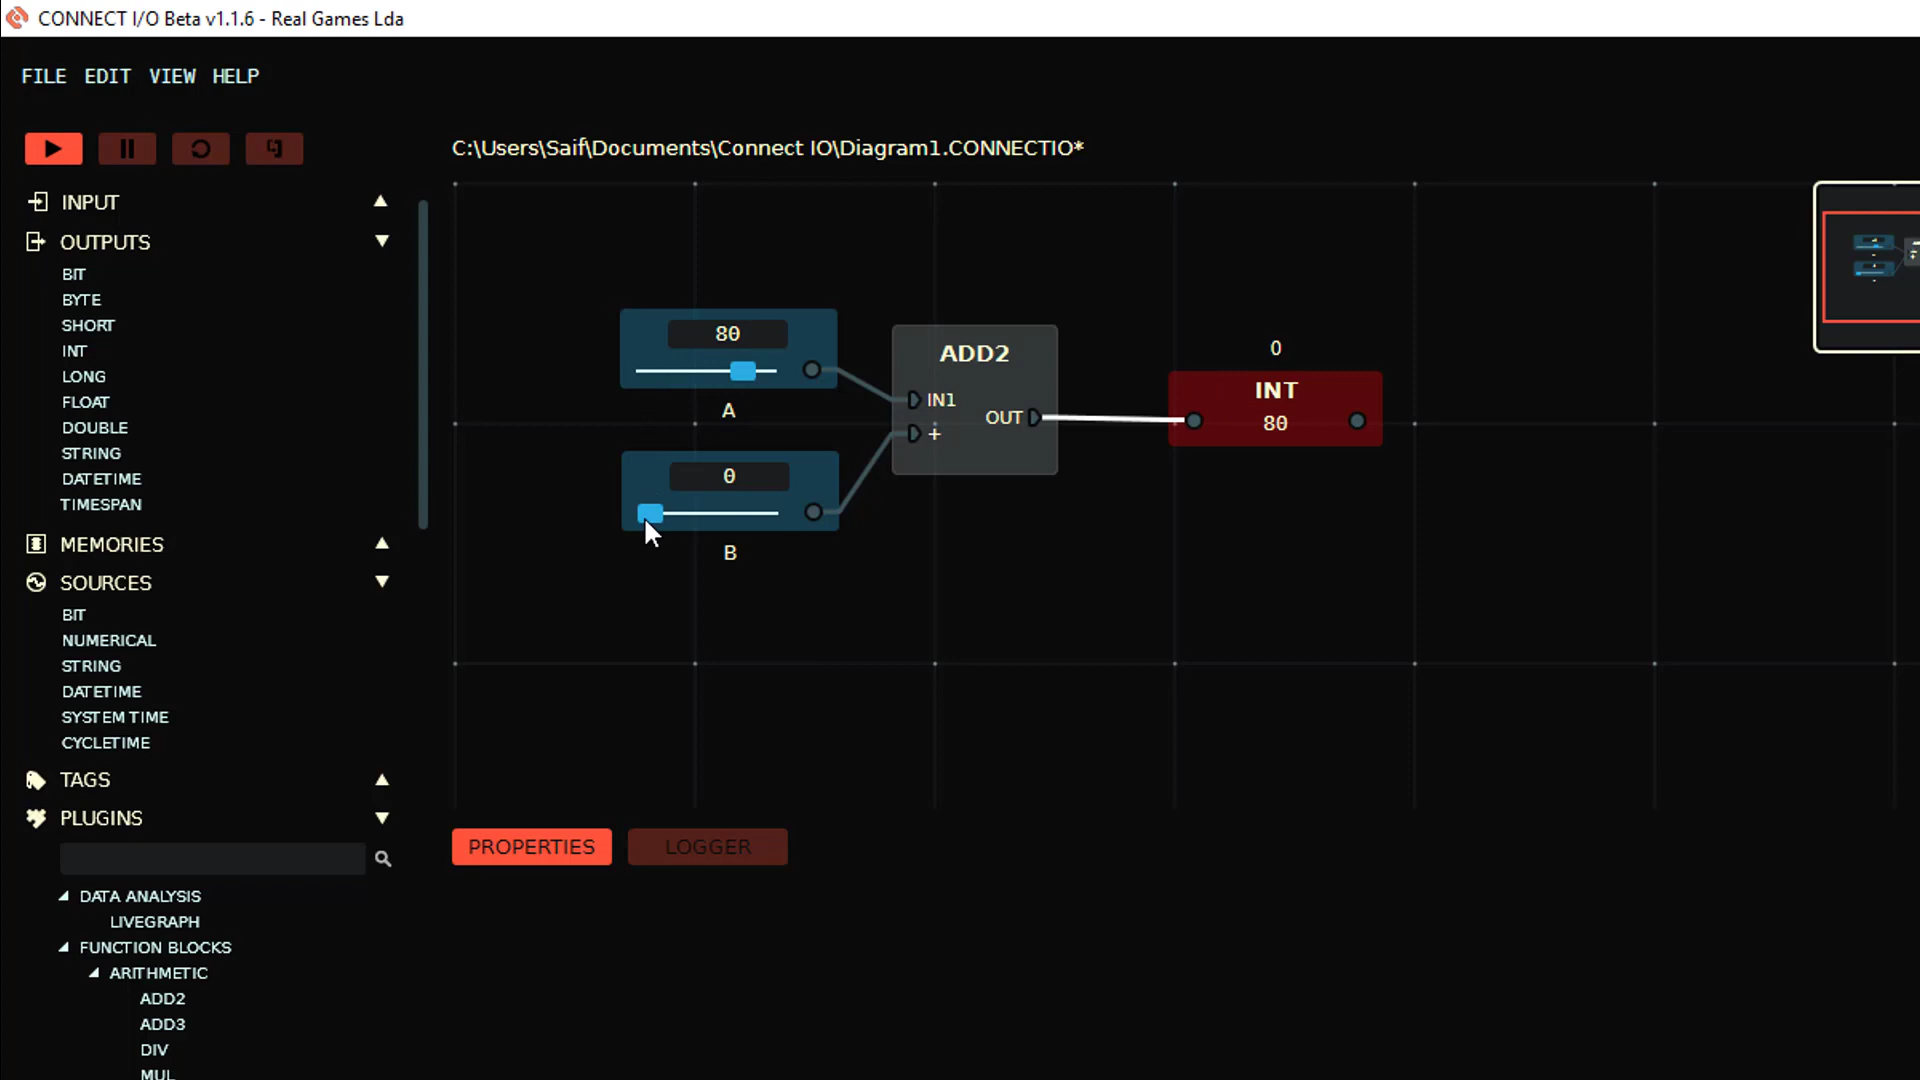 CONNECT I/O Beta v1.1.6 - Real Games Lda
FILE EDIT VIEW HELP
C:\Users\Saif\Documents\Connect IO\Diagram1.CONNECTIO*
INPUT
OUTPUTS
BIT
BYTE
SHORT
INT
LONG
FLOAT
DOUBLE
STRING
DATETIME
TIMESPAN
MEMORIES
SOURCES
BIT
NUMERICAL
STRING
DATETIME
SYSTEM TIME
CYCLETIME
TAGS
PLUGINS
DATA ANALYSIS
LIVEGRAPH
FUNCTION BLOCKS
ARITHMETIC
ADD2
ADD3
DIV
MUL
80
A
0
B
ADD2
IN1
+
OUT
0
INT
80
PROPERTIES
LOGGER